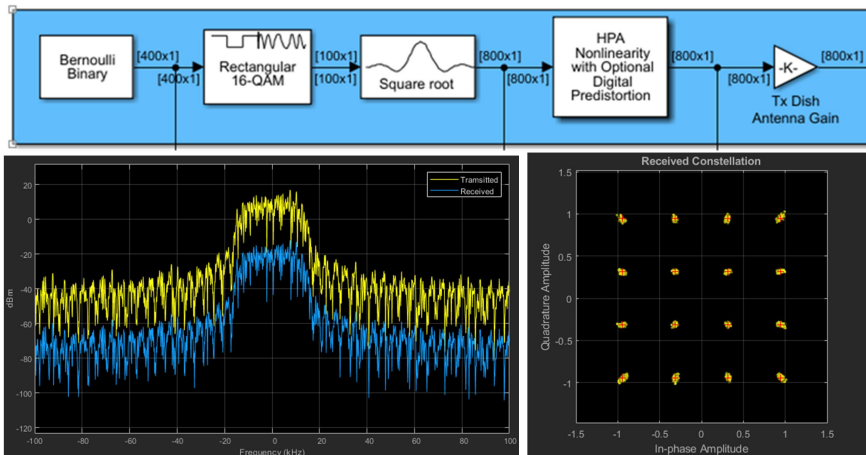 Bernoulli
Binary
[400x1]
[400x1]
Rectangular
16-QAM
[100x1]
[100x1]
Square root
[800x1]
[800x1]
HPA
Nonlinearity
with Optional
Digital
Predistortion
[800x1]
[800x1]
-K-
Tx Dish
Antenna Gain
[800x1]
Tramsitted
Received
20
0
-20
-40
-60
-80
-100
-120
dBm
-100
-80
-60
-40
-20
0
20
40
60
80
100
Frequency (kHz)
Received Constellation
1.5
1
0.5
0
-0.5
-1
Quadrature Amplitude
-1.5
-1
-0.5
0
0.5
1
1.5
In-phase Amplitude